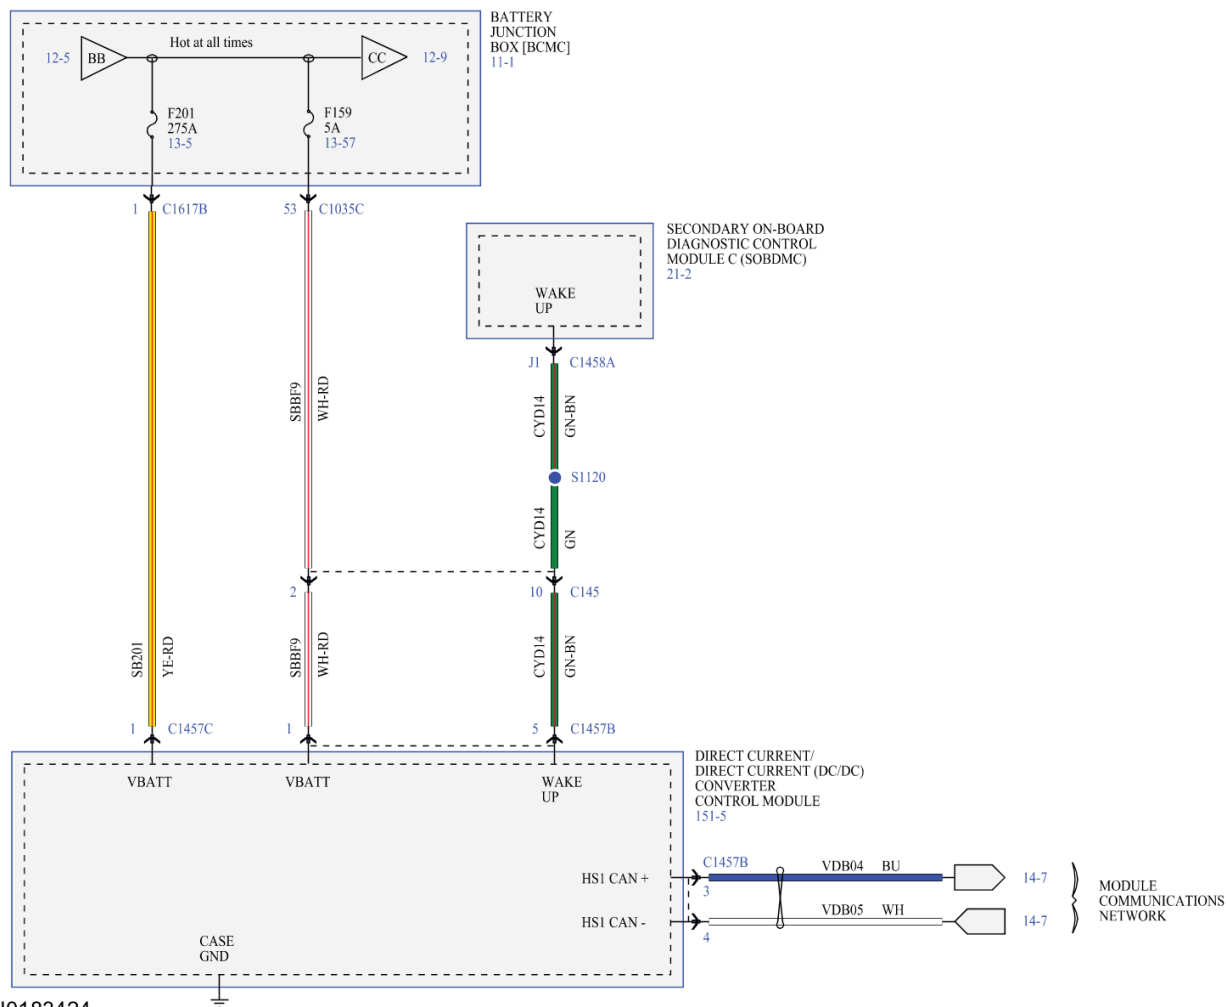 BATTERY
JUNCTION
BOX [BCMC]
11-1
Hot at all times
12-5
BB
CC
12-9
F201
275A
13-5
F159
5A
13-57
1
C1617B
53
C1035C
SECONDARY ON-BOARD
DIAGNOSTIC CONTROL
MODULE C (SOBDMC)
21-2
WAKE
UP
J1
C1458A
SBBF9
WH-RD
CYD14
GN-BN
S1120
CYD14
GN
2
10
C145
SB201
YE-RD
SBBF9
WH-RD
CYD14
GN-BN
1
C1457C
1
5
C1457B
DIRECT CURRENT/
DIRECT CURRENT (DC/DC)
CONVERTER
CONTROL MODULE
151-5
VBATT
VBATT
WAKE
UP
C1457B
HS1 CAN +
3
VDB04
BU
14-7
HS1 CAN -
4
VDB05
WH
14-7
MODULE
COMMUNICATIONS
NETWORK
CASE
GND